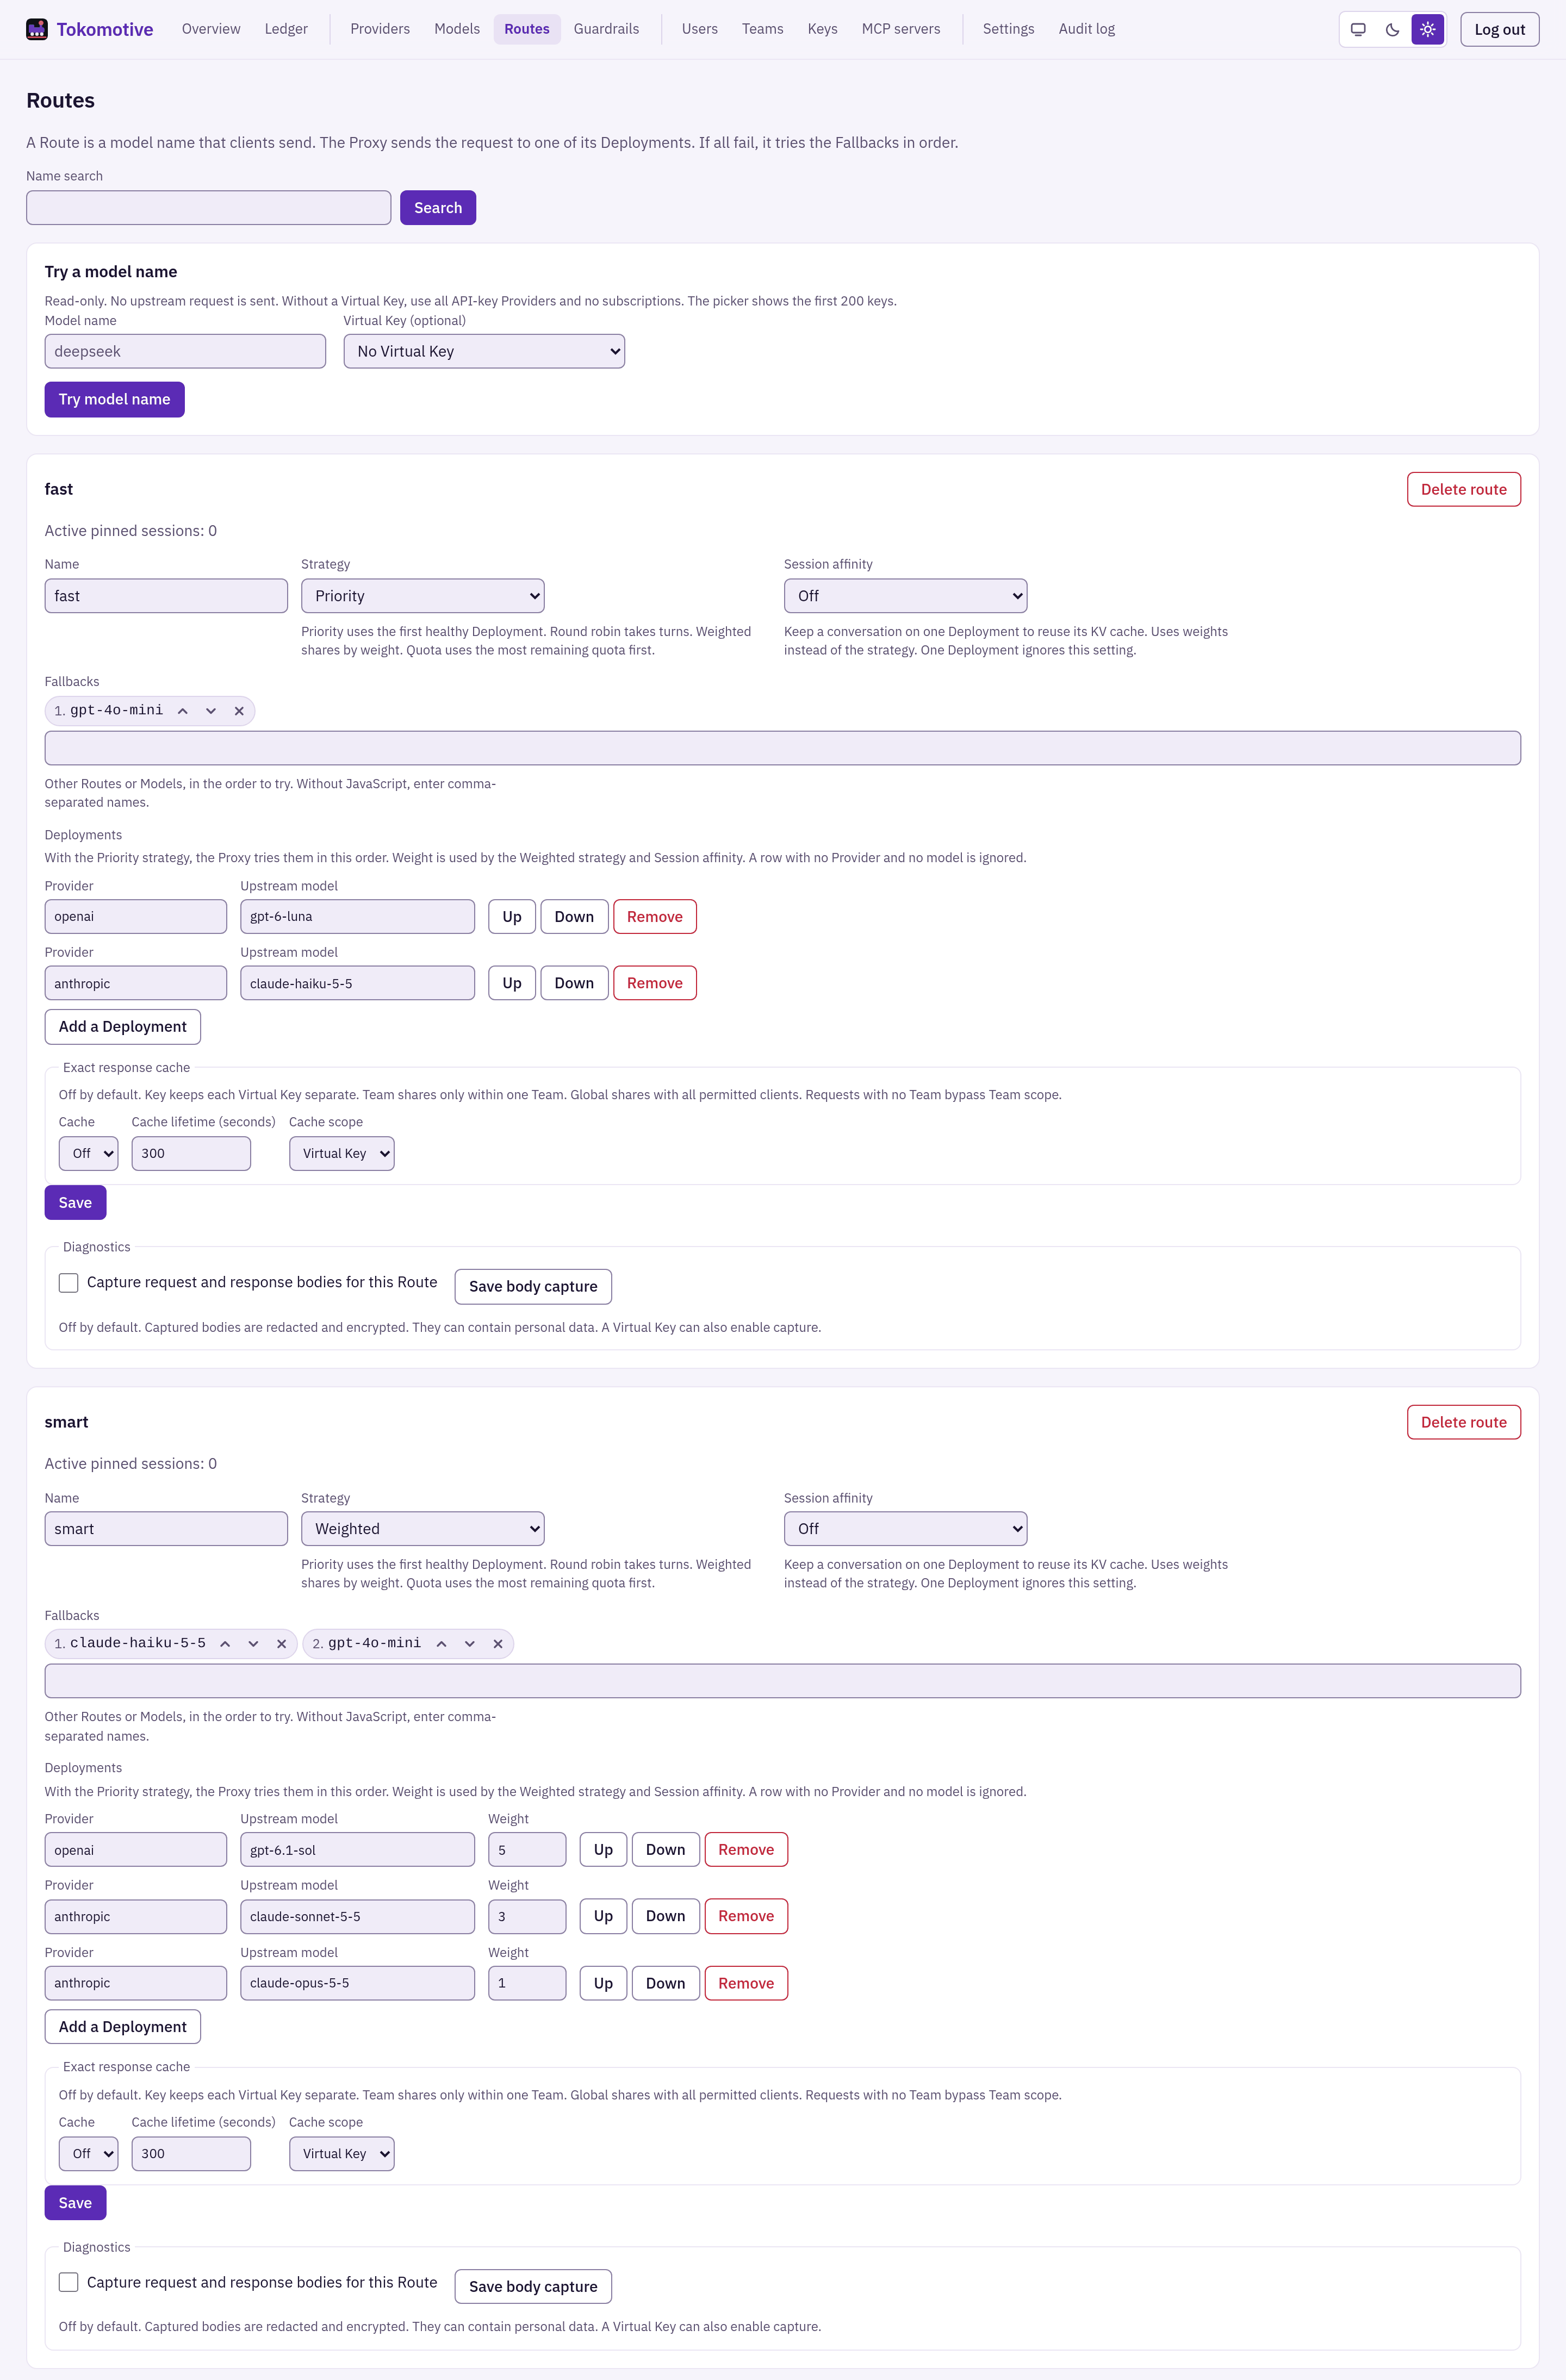 Tokomotive Overview Ledger Providers Models Routes Guardrails Users Teams Keys MCP servers Settings Audit log Log out
Routes
A Route is a model name that clients send. The Proxy sends the request to one of its Deployments. If all fail, it tries the Fallbacks in order.
Name search
Search
Try a model name
Read-only. No upstream request is sent. Without a Virtual Key, use all API-key Providers and no subscriptions. The picker shows the first 200 keys.
Model name Virtual Key (optional)
deepseek No Virtual Key
Try model name
fast Delete route
Active pinned sessions: 0
Name Strategy Session affinity
fast Priority Off
Priority uses the first healthy Deployment. Round robin takes turns. Weighted Keep a conversation on one Deployment to reuse its KV cache. Uses weights
shares by weight. Quota uses the most remaining quota first. instead of the strategy. One Deployment ignores this setting.
Fallbacks
1. gpt-4o-mini
Other Routes or Models, in the order to try. Without JavaScript, enter comma-
separated names.
Deployments
With the Priority strategy, the Proxy tries them in this order. Weight is used by the Weighted strategy and Session affinity. A row with no Provider and no model is ignored.
Provider Upstream model
openai gpt-6-luna Up Down Remove
Provider Upstream model
anthropic claude-haiku-5-5 Up Down Remove
Add a Deployment
Exact response cache
Off by default. Key keeps each Virtual Key separate. Team shares only within one Team. Global shares with all permitted clients. Requests with no Team bypass Team scope.
Cache Cache lifetime (seconds) Cache scope
Off 300 Virtual Key
Save
Diagnostics
Capture request and response bodies for this Route Save body capture
Off by default. Captured bodies are redacted and encrypted. They can contain personal data. A Virtual Key can also enable capture.
smart Delete route
Active pinned sessions: 0
Name Strategy Session affinity
smart Weighted Off
Priority uses the first healthy Deployment. Round robin takes turns. Weighted Keep a conversation on one Deployment to reuse its KV cache. Uses weights
shares by weight. Quota uses the most remaining quota first. instead of the strategy. One Deployment ignores this setting.
Fallbacks
1. claude-haiku-5-5 2. gpt-4o-mini
Other Routes or Models, in the order to try. Without JavaScript, enter comma-
separated names.
Deployments
With the Priority strategy, the Proxy tries them in this order. Weight is used by the Weighted strategy and Session affinity. A row with no Provider and no model is ignored.
Provider Upstream model Weight
openai gpt-6.1-sol 5 Up Down Remove
Provider Upstream model Weight
anthropic claude-sonnet-5-5 3 Up Down Remove
Provider Upstream model Weight
anthropic claude-opus-5-5 1 Up Down Remove
Add a Deployment
Exact response cache
Off by default. Key keeps each Virtual Key separate. Team shares only within one Team. Global shares with all permitted clients. Requests with no Team bypass Team scope.
Cache Cache lifetime (seconds) Cache scope
Off 300 Virtual Key
Save
Diagnostics
Capture request and response bodies for this Route Save body capture
Off by default. Captured bodies are redacted and encrypted. They can contain personal data. A Virtual Key can also enable capture.